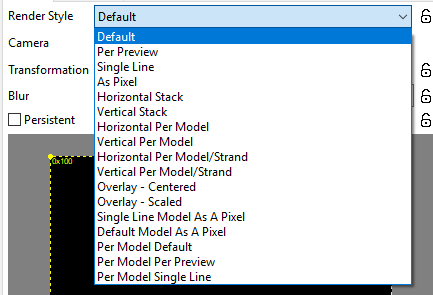 Render Style Default
Default
Camera
Per Preview
Single Line
Transformation
As Pixel
Blur
Horizontal Stack
Vertical Stack
Persistent
Horizontal Per Model
Vertical Per Model
Horizontal Per Model/Strand
0x100
Vertical Per Model/Strand
Overlay - Centered
Overlay - Scaled
Single Line Model As A Pixel
Default Model As A Pixel
Per Model Default
Per Model Per Preview
Per Model Single Line